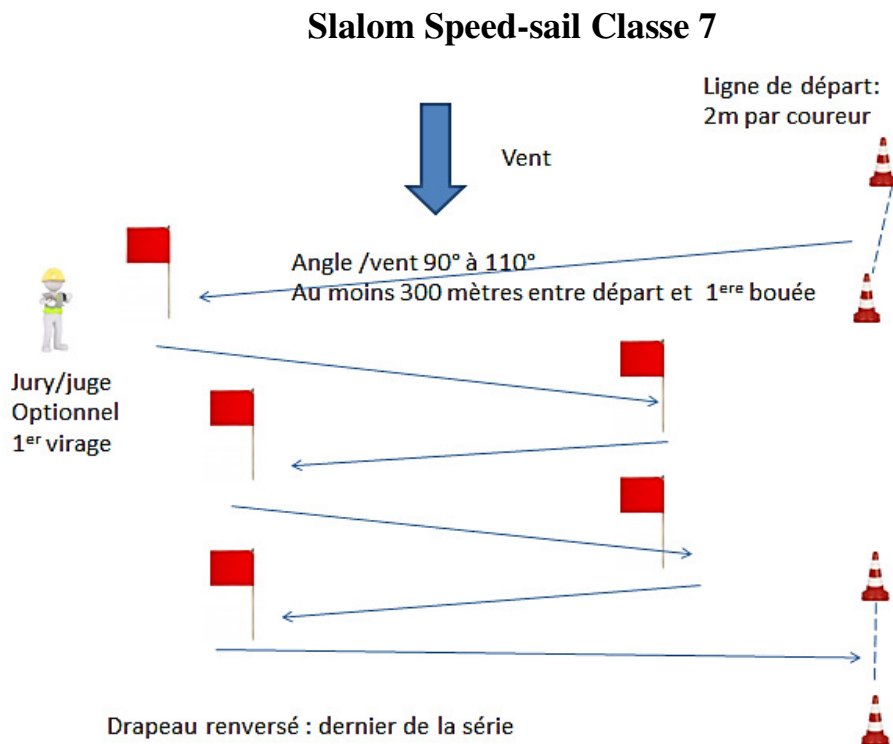 Slalom Speed-sail Classe 7
Ligne de départ:
2m par coureur
Vent
Angle /vent 90° à 110°
Au moins 300 mètres entre départ et 1ere bouée
Jury/juge
Optionnel
1er virage
Drapeau renversé : dernier de la série